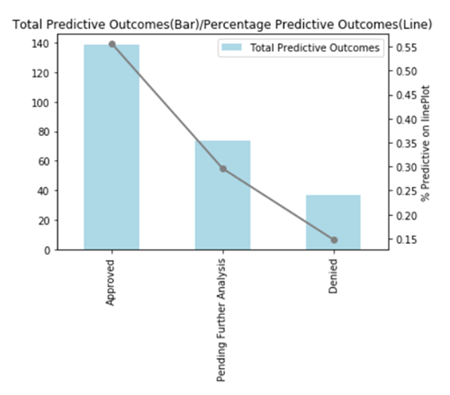 Total Predictive Outcomes(Bar)/Percentage Predictive Outcomes(Line)
Total Predictive Outcomes
140
120
100
80
60
40
20
0
0.55
0.50
0.45
0.40
0.35
0.30
0.25
0.20
0.15
% Predictive on linePlot
Approved
Pending Further Analysis
Denied